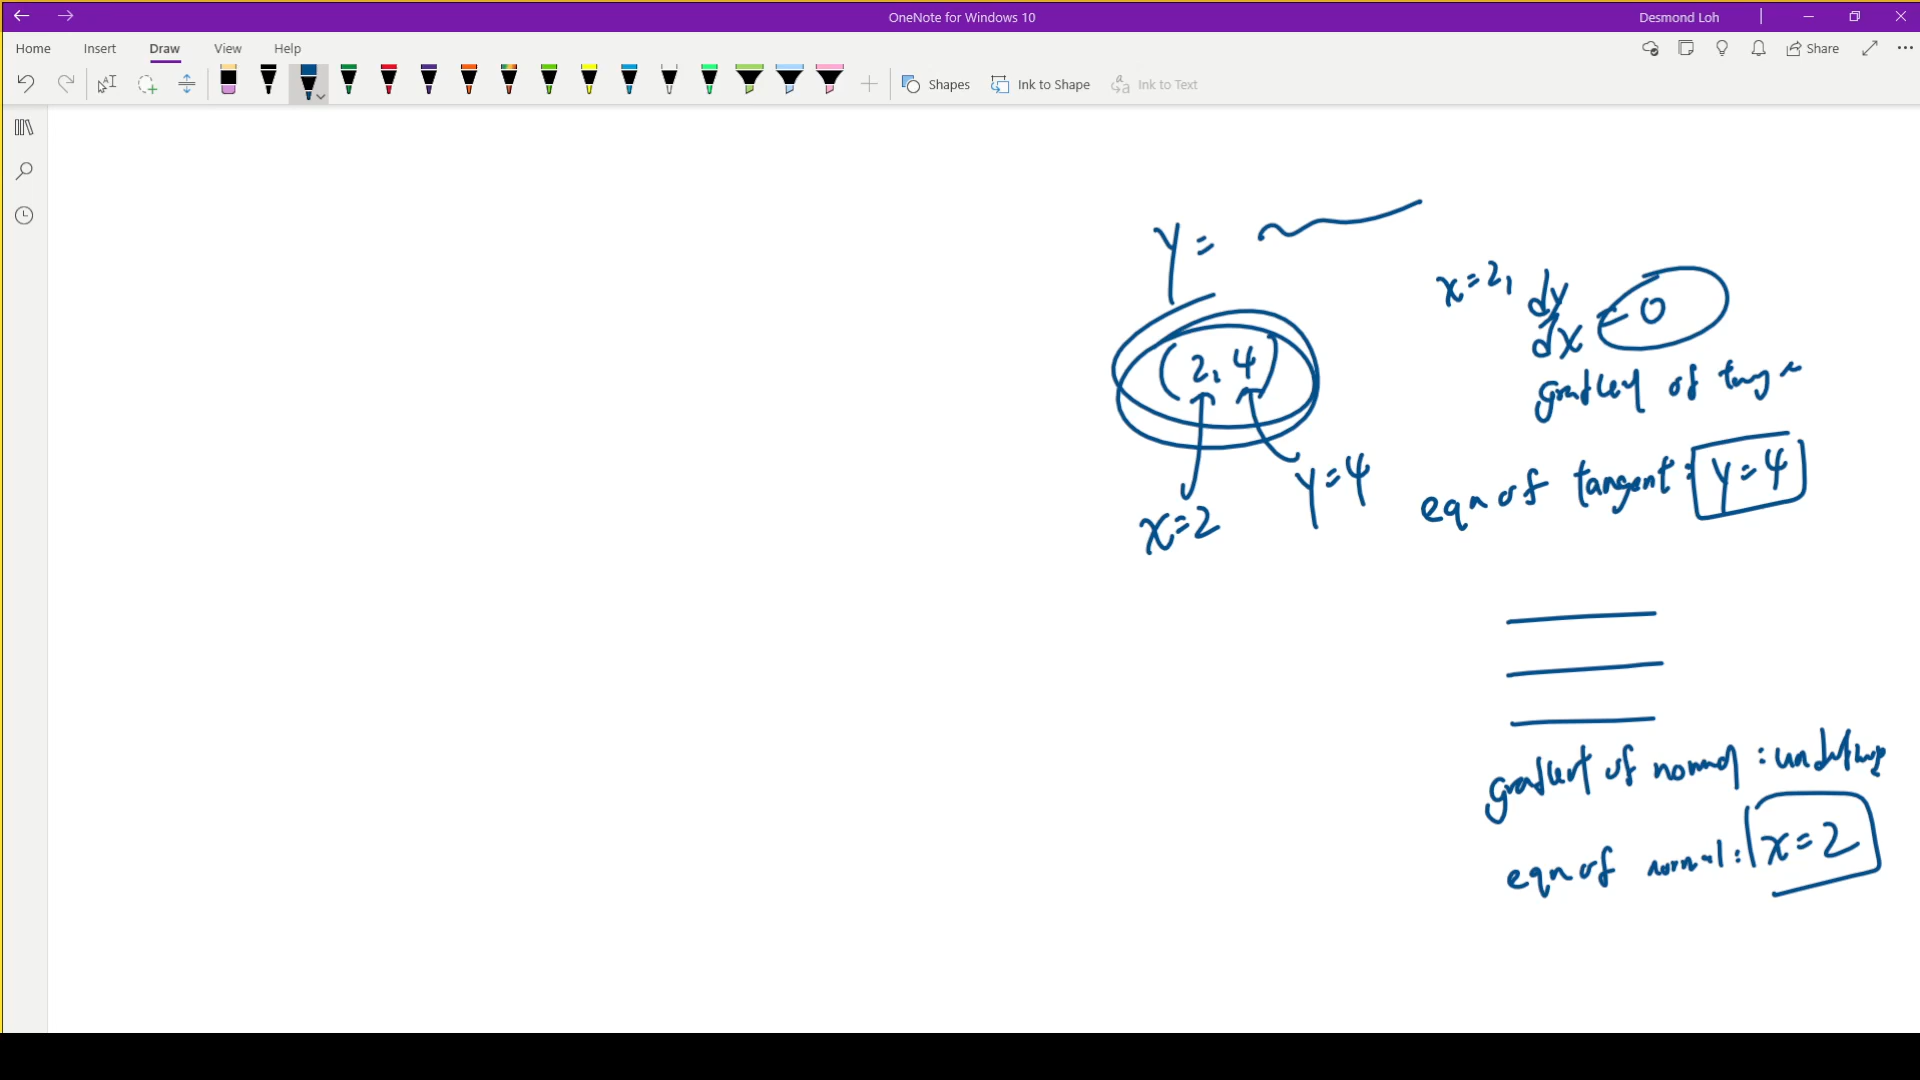 OneNote for Windows 10
Desmond Loh
Home Insert Draw View Help
Share
Shapes Ink to Shape Ink to Text
y =
x=2, dy/dx = 0
(2, 4)
gradient of tang
y=4
eqn of tangent: y=4
x=2
gradient of normal : undefined
eqn of normal: x=2